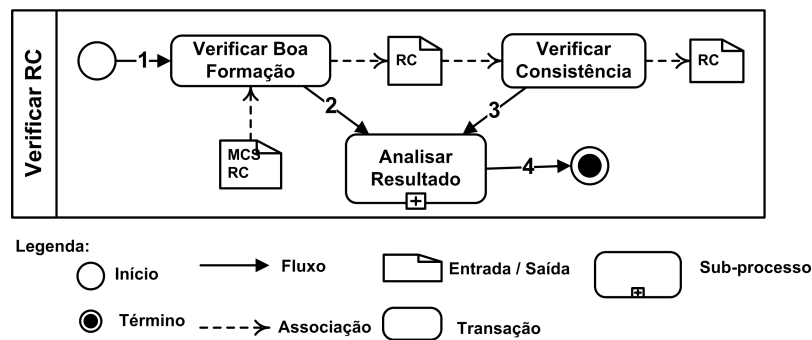 Verificar RC
1
Verificar Boa
Formação
RC
Verificar
Consistência
RC
2
3
MCS
RC
Analisar
Resultado
4
Legenda:
Início
Fluxo
Entrada / Saída
Sub-processo
Término
Associação
Transação